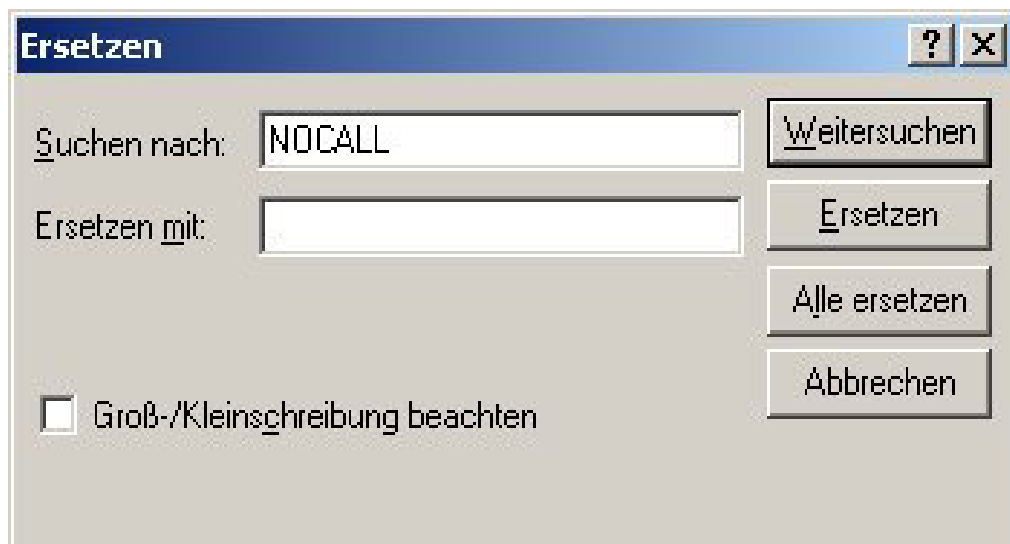 Ersetzen
Suchen nach: NOCALL Weitersuchen
Ersetzen mit: Ersetzen
Alle ersetzen
Abbrechen
Groß-/Kleinschreibung beachten